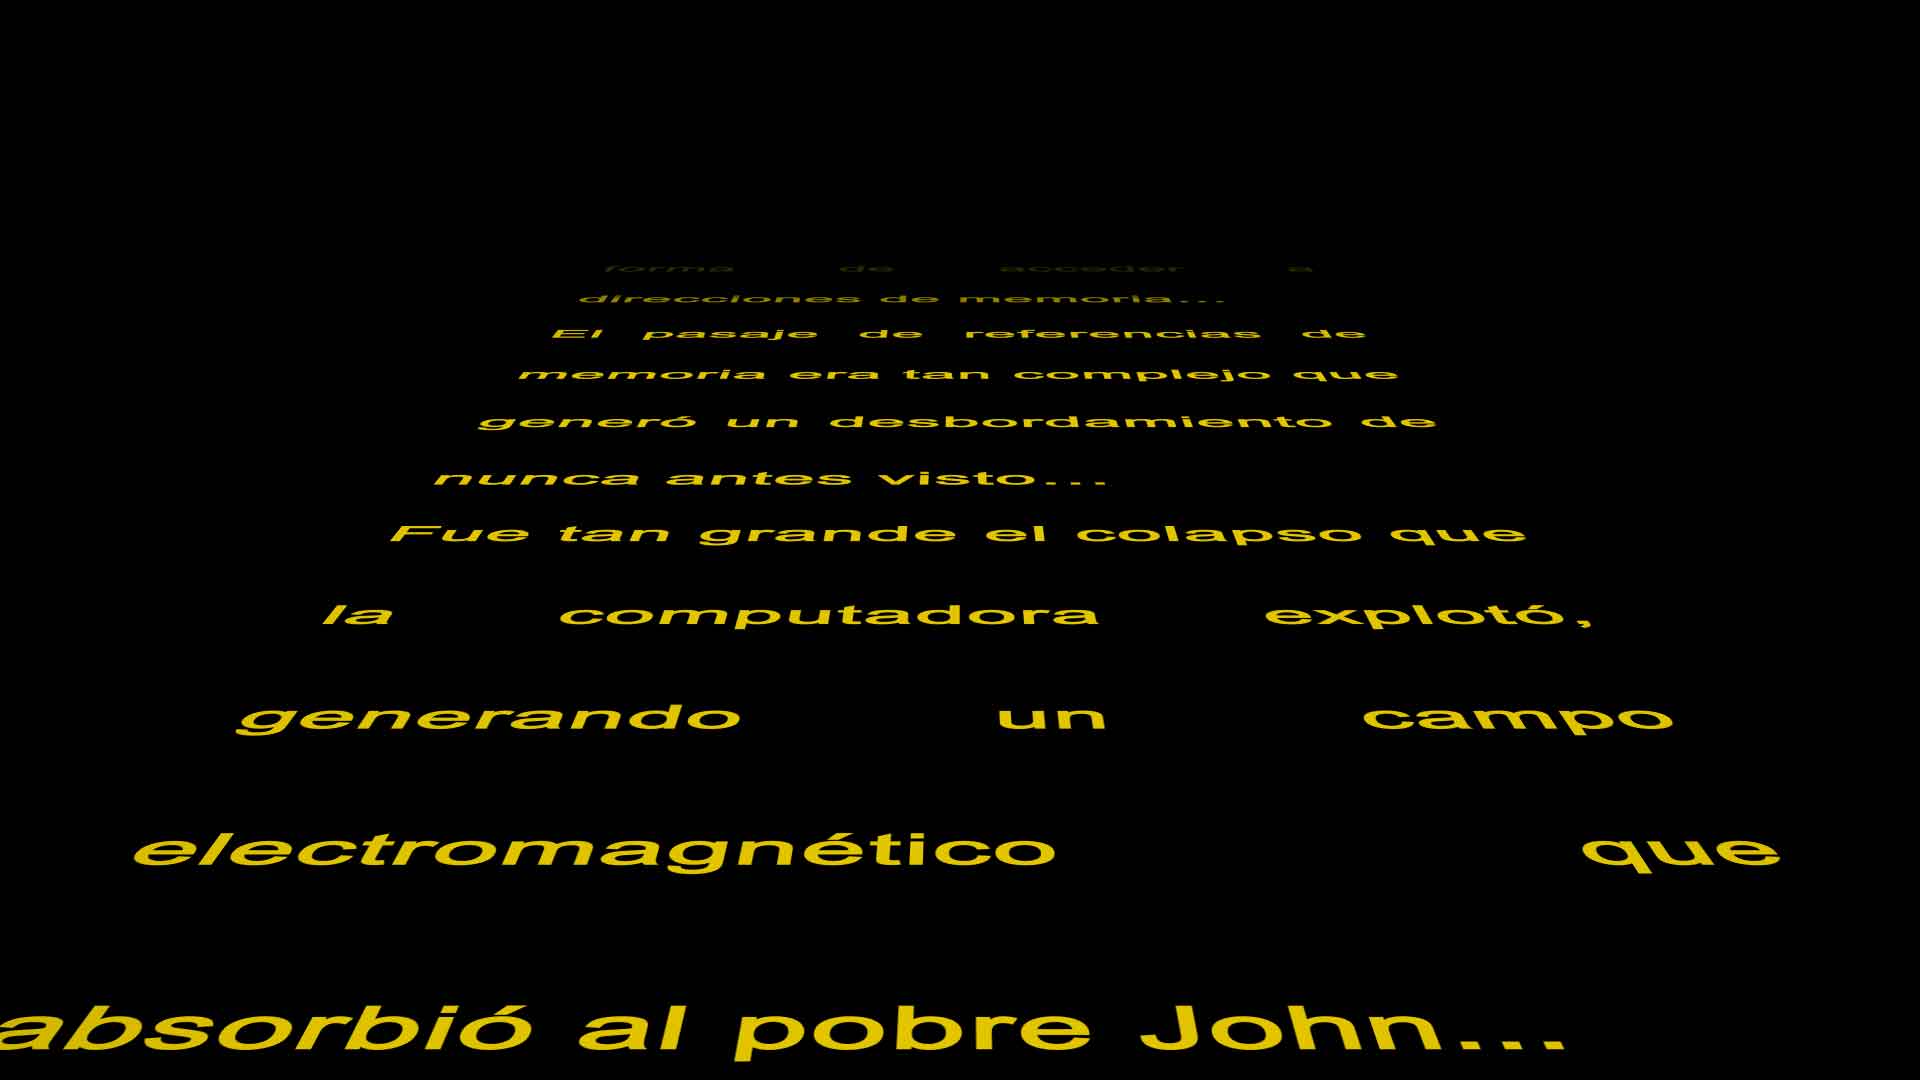 forma de acceder a
direcciones de memoria...
El pasaje de referencias de
memoria era tan complejo que
generó un desbordamiento de
nunca antes visto...
Fue tan grande el colapso que
la computadora explotó,
generando un campo
electromagnético que
absorbió al pobre John...